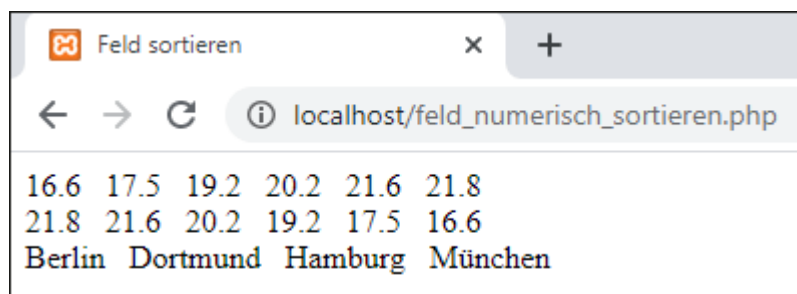 Feld sortieren
localhost/feld_numerisch_sortieren.php
16.6 17.5 19.2 20.2 21.6 21.8
21.8 21.6 20.2 19.2 17.5 16.6
Berlin Dortmund Hamburg München